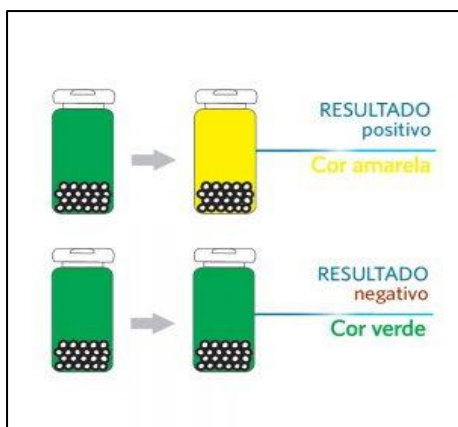 RESULTADO
positivo
Cor amarela
RESULTADO
negativo
Cor verde